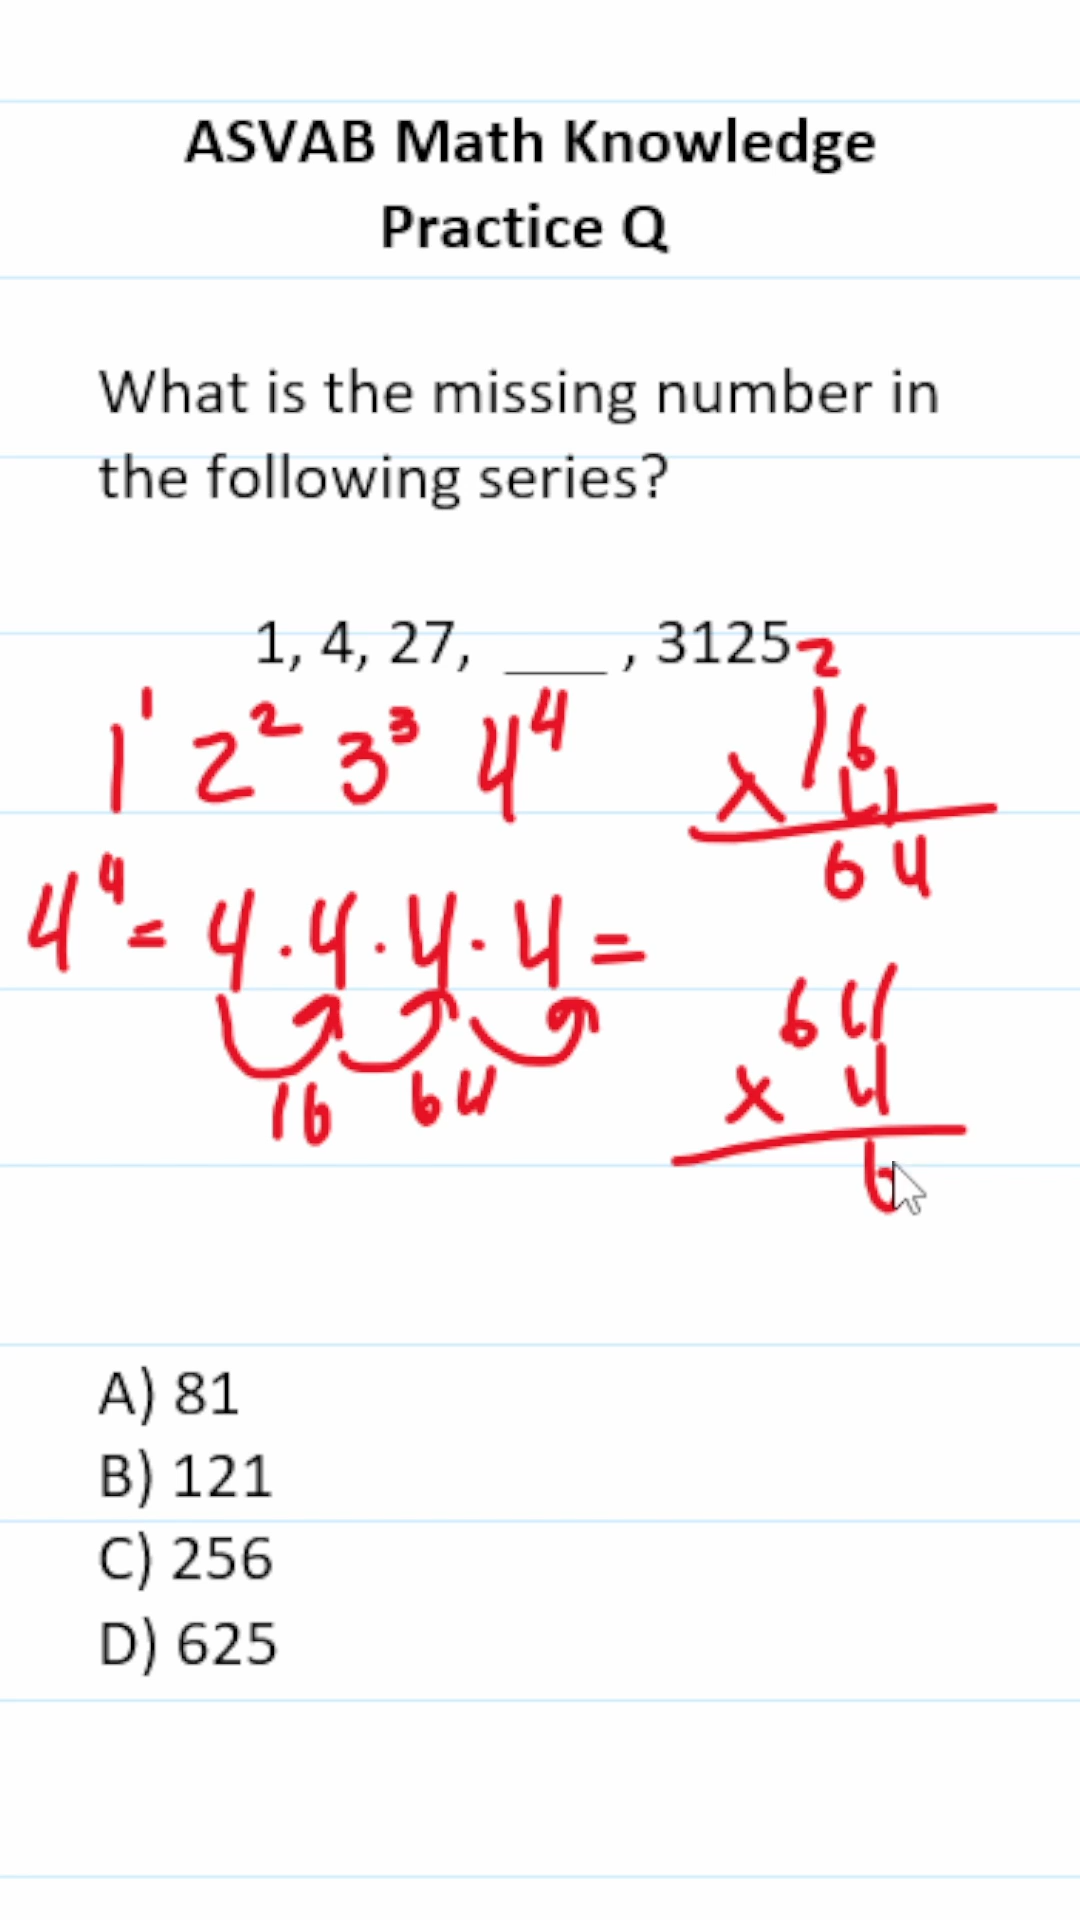 ASVAB Math Knowledge
Practice Q
What is the missing number in
the following series?
1, 4, 27, ____ , 3125
1¹ 2² 3³ 4⁴
2
16
x 4
64
4⁴ = 4 · 4 · 4 · 4 =
16 64
64
x 4
6
A) 81
B) 121
C) 256
D) 625